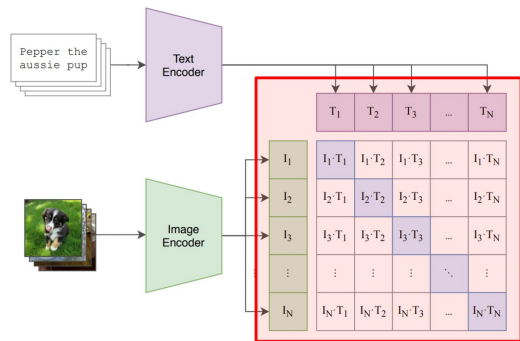 Pepper the
aussie pup
Text
Encoder
T1 T2 T3 ... TN
I1 I1·T1 I1·T2 I1·T3 ... I1·TN
I2 I2·T1 I2·T2 I2·T3 ... I2·TN
Image
Encoder
I3 I3·T1 I3·T2 I3·T3 ... I3·TN
⋮ ⋮ ⋮ ⋮ ⋱ ⋮
IN IN·T1 IN·T2 IN·T3 ... IN·TN